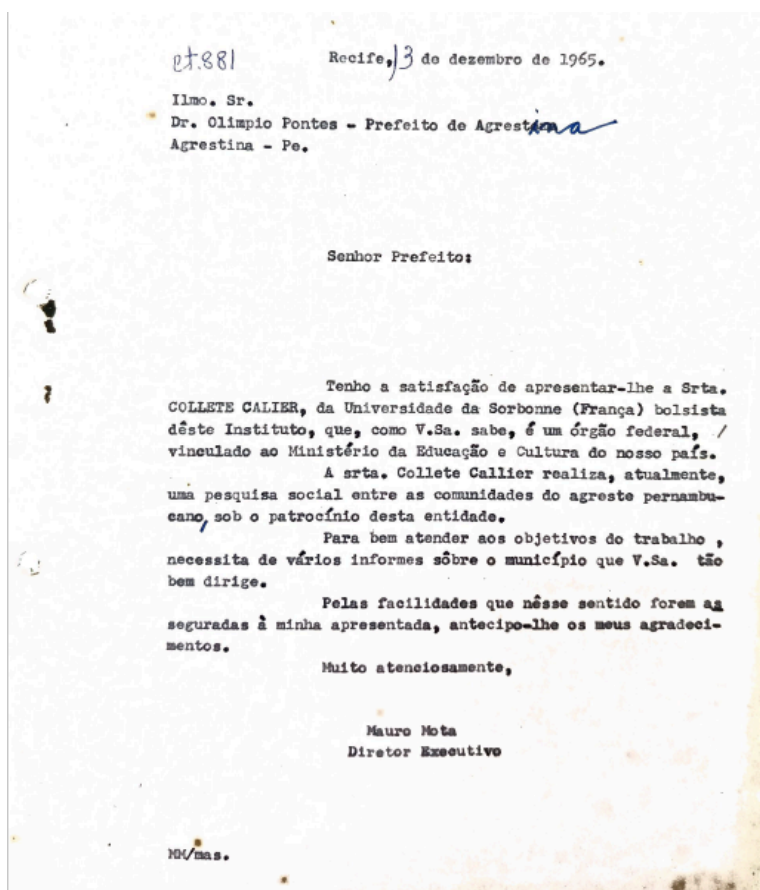 ct.881 Recife, 13 de dezembro de 1965.
Ilmo. Sr.
Dr. Olimpio Pontes - Prefeito de Agrestina
Agrestina - Pe.
Senhor Prefeito:
Tenho a satisfação de apresentar-lhe a Srta.
COLLETE CALIER, da Universidade da Sorbonne (França) bolsista
dêste Instituto, que, como V.Sa. sabe, é um órgão federal, /
vinculado ao Ministério da Educação e Cultura do nosso país.
A srta. Collete Callier realiza, atualmente,
uma pesquisa social entre as comunidades do agreste pernambu-
cano, sob o patrocínio desta entidade.
Para bem atender aos objetivos do trabalho ,
necessita de vários informes sôbre o município que V.Sa. tão
bem dirige.
Pelas facilidades que nêsse sentido forem as
seguradas à minha apresentada, antecipo-lhe os meus agradeci-
mentos.
Muito atenciosamente,
Mauro Mota
Diretor Executivo
MM/mas.